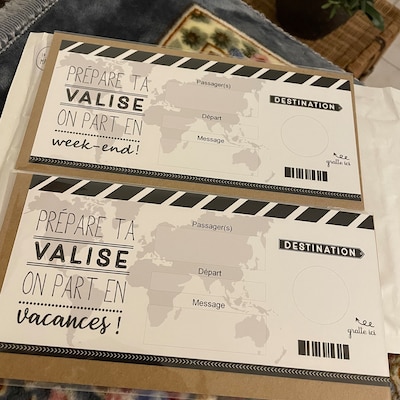 PRÉPARE TA
VALISE
ON PART EN
week-end!
Passager(s)
Départ
Message
DESTINATION
gratte ici
PRÉPARE TA
VALISE
ON PART EN
vacances !
Passager(s)
Départ
Message
DESTINATION
gratte ici